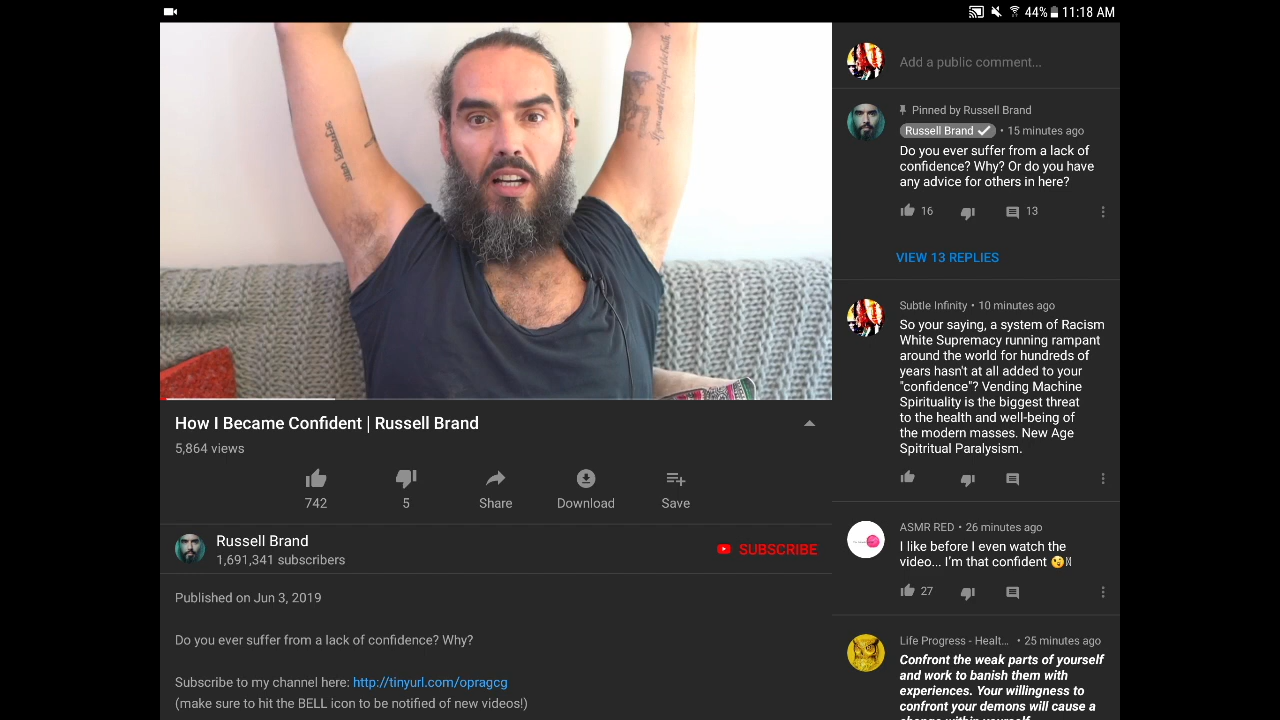 44% 11:18 AM
How I Became Confident | Russell Brand
5,864 views
742
5
Share
Download
Save
Russell Brand
1,691,341 subscribers
SUBSCRIBE
Published on Jun 3, 2019
Do you ever suffer from a lack of confidence? Why?
Subscribe to my channel here: http://tinyurl.com/opragcg
(make sure to hit the BELL icon to be notified of new videos!)
Add a public comment...
Pinned by Russell Brand
Russell Brand • 15 minutes ago
Do you ever suffer from a lack of
confidence? Why? Or do you have
any advice for others in here?
16
13
VIEW 13 REPLIES
Subtle Infinity • 10 minutes ago
So your saying, a system of Racism
White Supremacy running rampant
around the world for hundreds of
years hasn't at all added to your
"confidence"? Vending Machine
Spirituality is the biggest threat
to the health and well-being of
the modern masses. New Age
Spitritual Paralysism.
ASMR RED • 26 minutes ago
I like before I even watch the
video... I'm that confident 😘
27
Life Progress - Healt... • 25 minutes ago
Confront the weak parts of yourself
and work to banish them with
experiences. Your willingness to
confront your demons will cause a
change within yourself